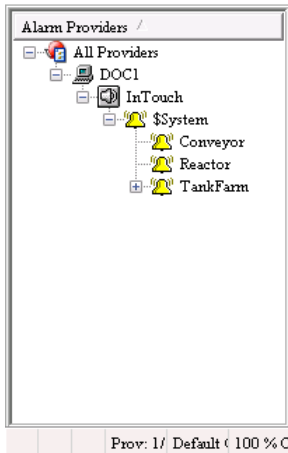 Alarm Providers
All Providers
DOC1
InTouch
$System
Conveyor
Reactor
TankFarm
Prov: 1/ Default 100 %